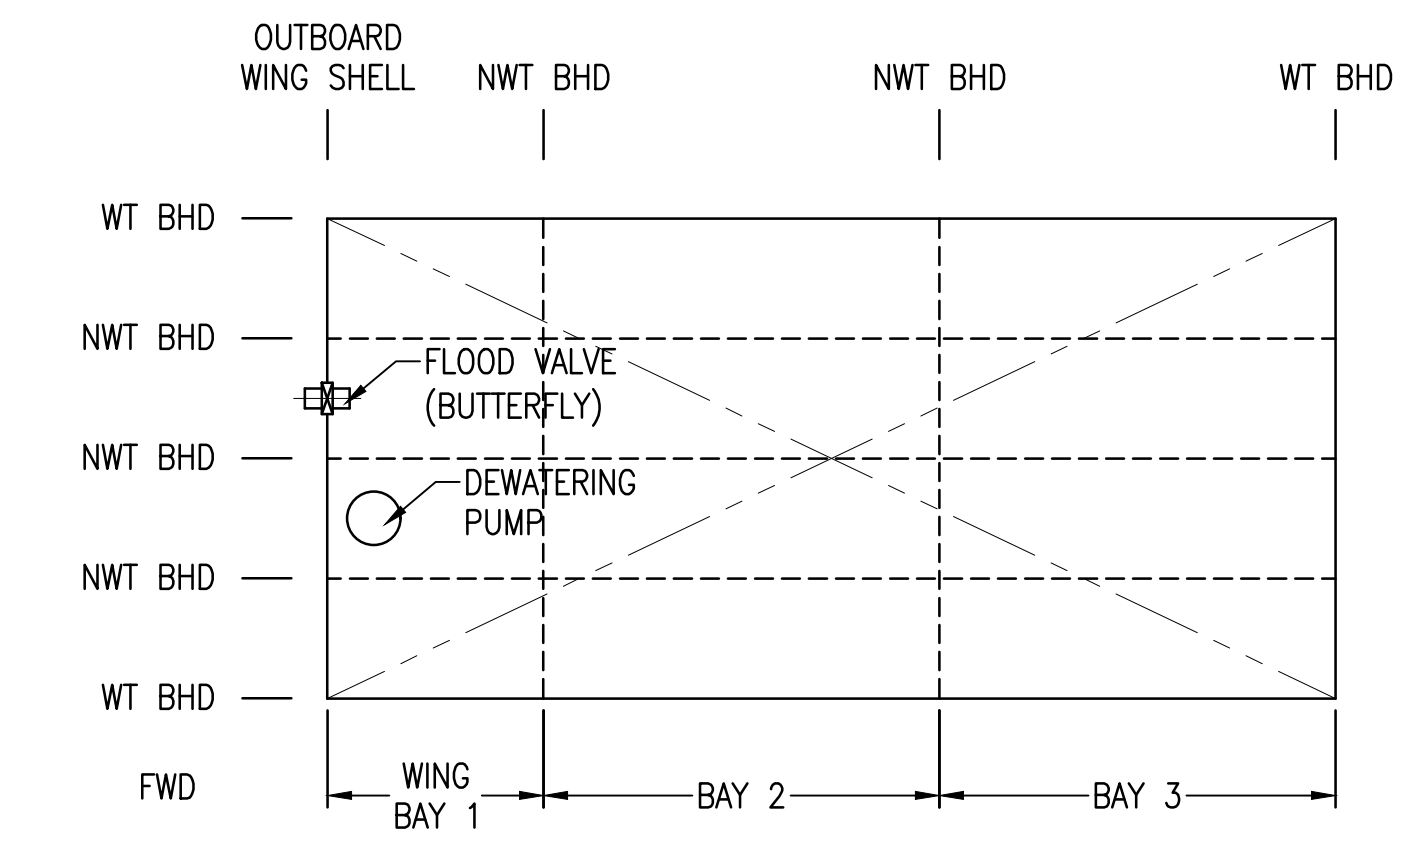 OUTBOARD
WING SHELL
NWT BHD
NWT BHD
WT BHD
WT BHD
NWT BHD
FLOOD VALVE
(BUTTERFLY)
NWT BHD
DEWATERING
PUMP
NWT BHD
WT BHD
FWD
WING
BAY 1
BAY 2
BAY 3